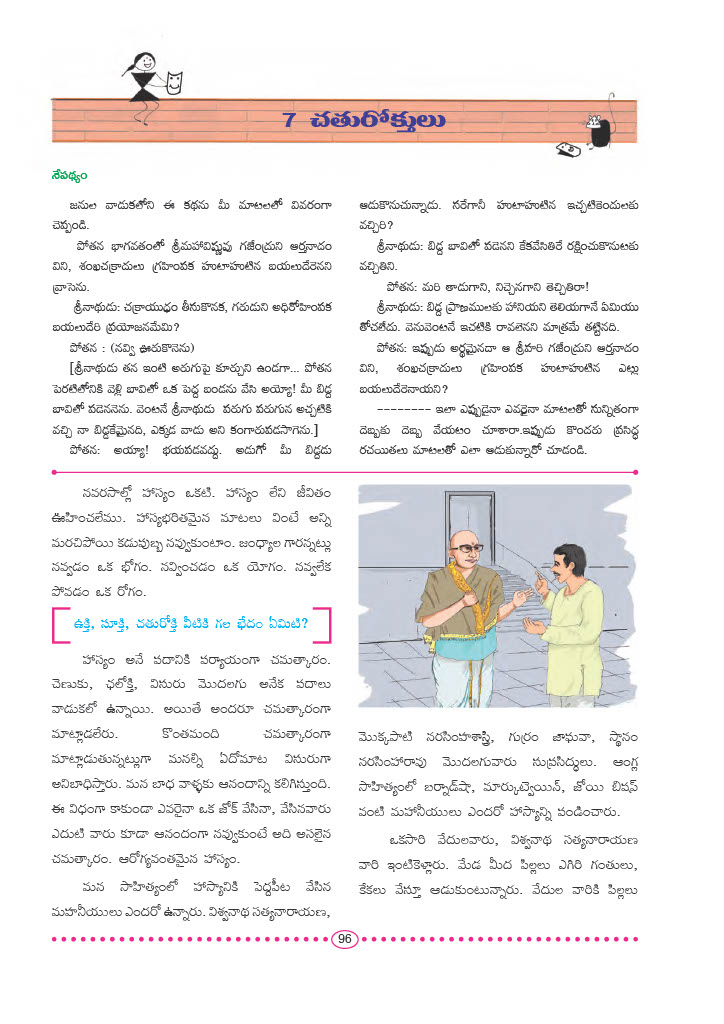 7 చతురోక్తులు
నేపథ్యం
జనుల వాడుకలోని ఈ కథను మీ మాటలలో వివరంగా
చెప్పండి.
పోతన భాగవతంలో శ్రీమహావిష్ణువు గజేంద్రుని ఆర్తనాదం
విని, శంఖచక్రాదులు గ్రహింపక హుటాహుటిన బయలుదేరెనని
వ్రాసెను.
శ్రీనాథుడు: చక్రాయుధం తీసుకొనక, గరుడుని అధిరోహింపక
బయలుదేరి ప్రయోజనమేమి?
పోతన : (నవ్వి ఊరుకొనెను)
[శ్రీనాథుడు తన ఇంటి అరుగుపై కూర్చుని ఉండగా... పోతన
పెరటిలోనికి వెళ్లి బావిలో ఒక పెద్ద బండను వేసి అయ్యో! మీ బిడ్డ
బావిలో పడెననెను. వెంటనే శ్రీనాథుడు పరుగు పరుగున అచ్చటికి
వచ్చి నా బిడ్డకేమైనది, ఎక్కడ వాడు అని కంగారుపడసాగెను.]
పోతన: అయ్యా! భయపడవద్దు. అదుగో మీ బిడ్డడు
ఆడుకొనుచున్నాడు. సరేగానీ హుటాహుటిన ఇచ్చటికెందులకు
వచ్చిరి?
శ్రీనాథుడు: బిడ్డ బావిలో పడెనని కేకవేసితిరే రక్షించుకొనుటకు
వచ్చితిని.
పోతన: మరి తాడుగాని, నిచ్చెనగాని తెచ్చితిరా!
శ్రీనాథుడు: బిడ్డ ప్రాణములకు హానియని తెలియగానే ఏమియు
తోచలేదు. వెనువెంటనే ఇచటికి రావలెనని మాత్రమే తట్టినది.
పోతన: ఇప్పుడు అర్థమైనదా ఆ శ్రీహరి గజేంద్రుని ఆర్తనాదం
విని, శంఖచక్రాదులు గ్రహింపక హుటాహుటిన ఎట్లు
బయలుదేరెనాయని?
-------- ఇలా ఎప్పుడైనా ఎవరైనా మాటలతో సున్నితంగా
దెబ్బకు దెబ్బ వేయటం చూశారా.ఇప్పుడు కొందరు ప్రసిద్ధ
రచయితలు మాటలతో ఎలా ఆడుకున్నారో చూడండి.
నవరసాల్లో హాస్యం ఒకటి. హాస్యం లేని జీవితం
ఊహించలేము. హాస్యభరితమైన మాటలు వింటే అన్ని
మరచిపోయి కడుపుబ్బ నవ్వుకుంటాం. జంధ్యాల గారన్నట్లు
నవ్వడం ఒక భోగం. నవ్వించడం ఒక యోగం. నవ్వలేక
పోవడం ఒక రోగం.
ఉక్తి, సూక్తి, చతురోక్తి వీటికి గల భేదం ఏమిటి?
హాస్యం అనే పదానికి పర్యాయంగా చమత్కారం.
చెణుకు, ఛలోక్తి, విసురు మొదలగు అనేక పదాలు
వాడుకలో ఉన్నాయి. అయితే అందరూ చమత్కారంగా
మాట్లాడలేరు. కొంతమంది చమత్కారంగా
మాట్లాడుతున్నట్లుగా మనల్ని ఏదోమాట విసురుగా
అనిబాధిస్తారు. మన బాధ వాళ్ళకు ఆనందాన్ని కలిగిస్తుంది.
ఈ విధంగా కాకుండా ఎవరైనా ఒక జోక్ వేసినా, వేసినవారు
ఎదుటి వారు కూడా ఆనందంగా నవ్వుకుంటే అది అసలైన
చమత్కారం. ఆరోగ్యవంతమైన హాస్యం.
మన సాహిత్యంలో హాస్యానికి పెద్దపీట వేసిన
మహనీయులు ఎందరో ఉన్నారు. విశ్వనాథ సత్యనారాయణ,
మొక్కపాటి నరసింహశాస్త్రి, గుర్రం జాషువా, స్థానం
నరసింహారావు మొదలగువారు సుప్రసిద్ధులు. ఆంగ్ల
సాహిత్యంలో బర్నాడ్‌షా, మార్కుట్వెయిన్, జోయి బిషప్
వంటి మహానీయులు ఎందరో హాస్యాన్ని పండించారు.
ఒకసారి వేదులవారు, విశ్వనాథ సత్యనారాయణ
వారి ఇంటికెళ్లారు. మేడ మీద పిల్లలు ఎగిరి గంతులు,
కేకలు వేస్తూ ఆడుకుంటున్నారు. వేదుల వారికి పిల్లలు
96